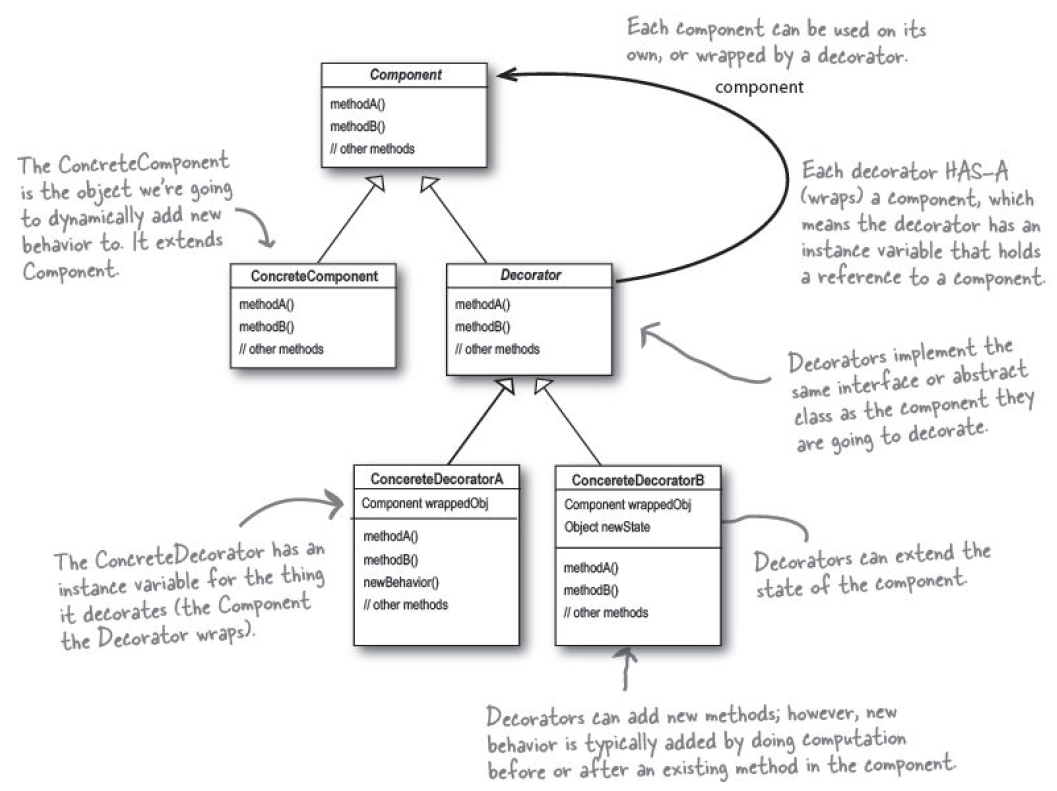 Each component can be used on its
own, or wrapped by a decorator.
component
Component
methodA()
methodB()
// other methods
The ConcreteComponent
is the object we're going
to dynamically add new
behavior to. It extends
Component.
Each decorator HAS-A
(wraps) a component, which
means the decorator has an
instance variable that holds
a reference to a component.
ConcreteComponent
methodA()
methodB()
// other methods
Decorator
methodA()
methodB()
// other methods
Decorators implement the
same interface or abstract
class as the component they
are going to decorate.
ConcereteDecoratorA
Component wrappedObj
methodA()
methodB()
newBehavior()
// other methods
ConcereteDecoratorB
Component wrappedObj
Object newState
methodA()
methodB()
// other methods
The ConcreteDecorator has an
instance variable for the thing
it decorates (the Component
the Decorator wraps).
Decorators can extend the
state of the component.
Decorators can add new methods; however, new
behavior is typically added by doing computation
before or after an existing method in the component.